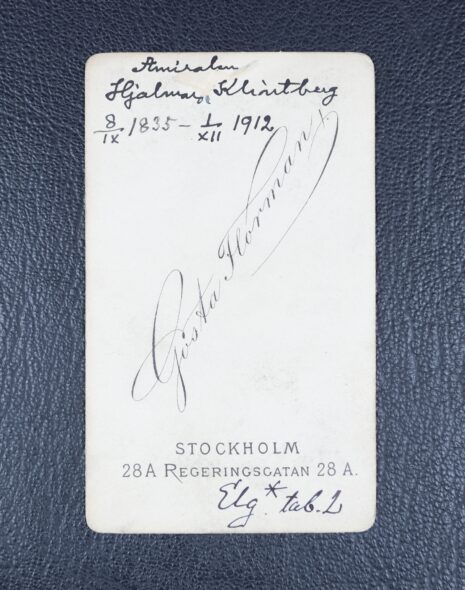 Amiralen
Hjalmar Klintberg
8/IX 1835 – 1/XII 1912
Gösta Florman
STOCKHOLM
28A REGERINGSGATAN 28 A.
Elg* tab. 2